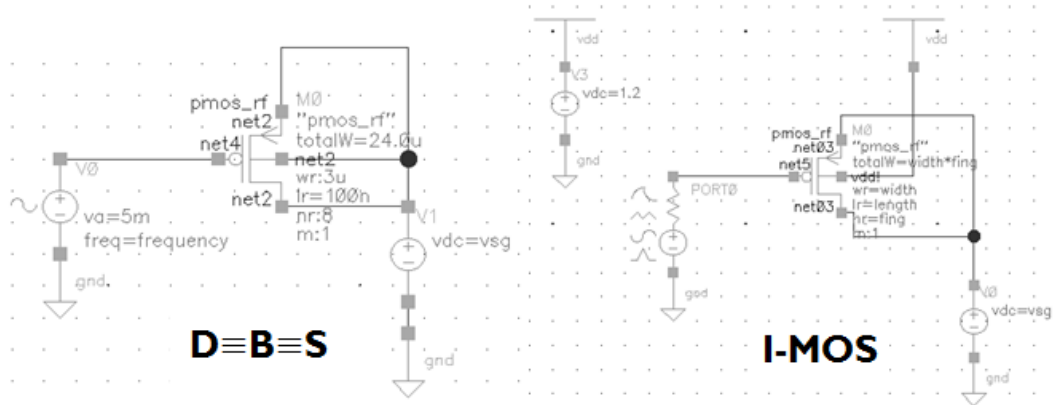 pmos_rf
M0
net2
"pmos_rf"
totalW=24.0u
net4
net2
wr:3u
lr=100n
net2
nr:8
m:1
V0
va=5m
freq=frequency
gnd
V1
vdc=vsg
gnd
D≡B≡S
vdd
V3
vdc=1.2
gnd
vdd
pmos_rf
M0
net03
"pmos_rf"
totalW=width*fing
net5
vdd!
wr=width
lr=length
net03
nr=fing
m:1
PORT0
gnd
V0
vdc=vsg
gnd
I-MOS